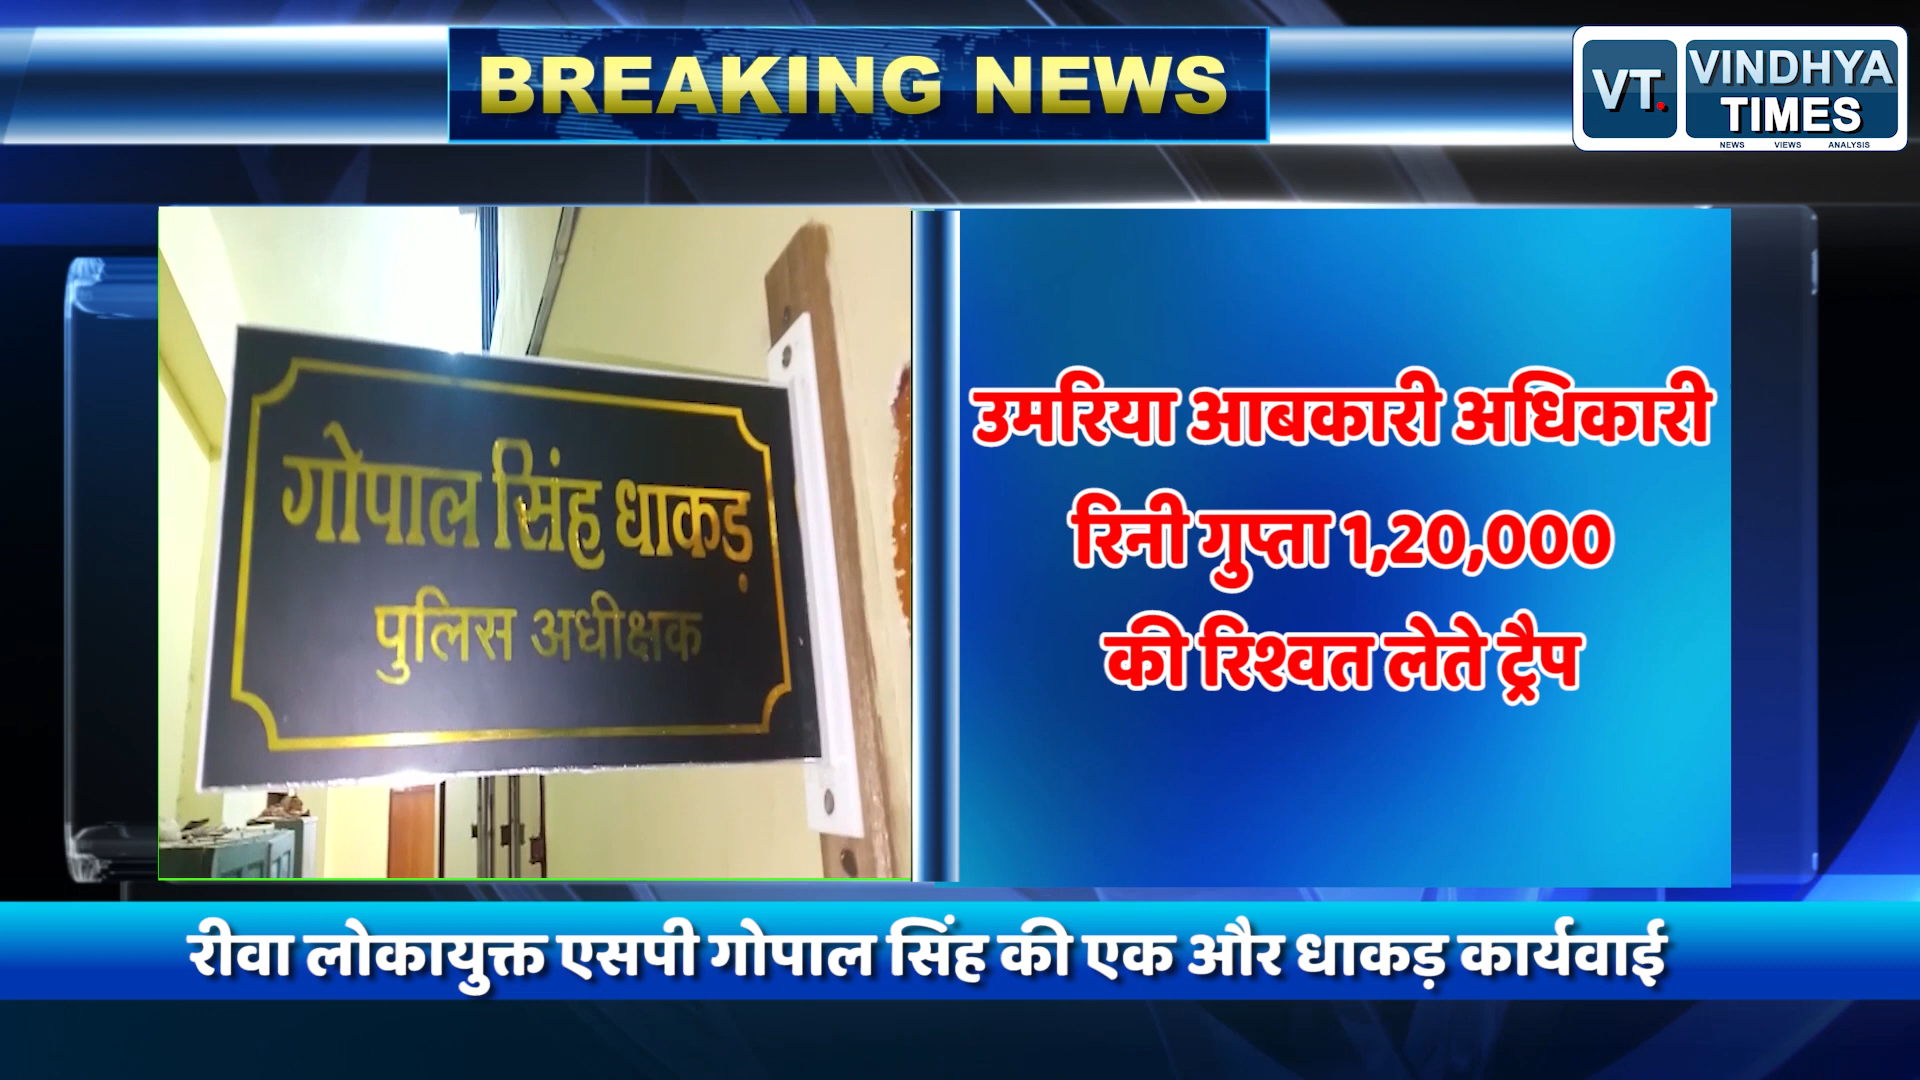 BREAKING NEWS
VT.
VINDHYA
TIMES
NEWS VIEWS ANALYSIS
गोपाल सिंह धाकड़
पुलिस अधीक्षक
उमरिया आबकारी अधिकारी
रिनी गुप्ता 1,20,000
की रिश्वत लेते ट्रैप
रीवा लोकायुक्त एसपी गोपाल सिंह की एक और धाकड़ कार्यवाई